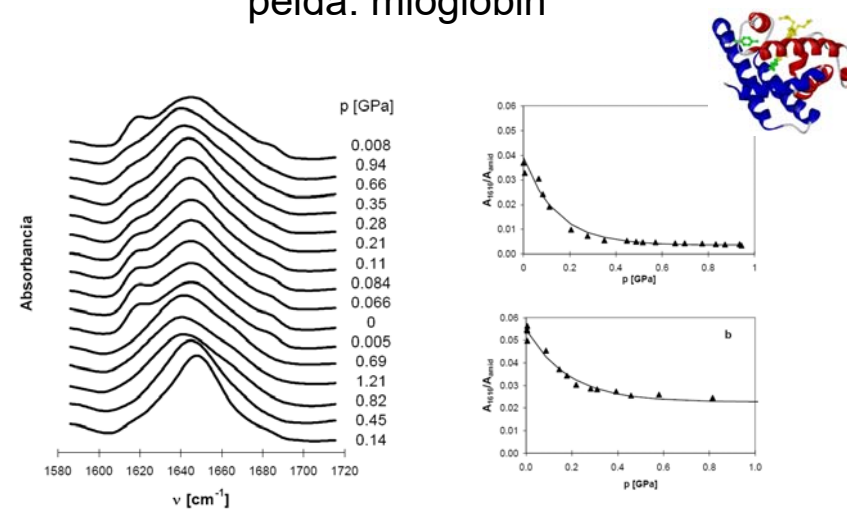 példa: mioglobin
p [GPa]
0.008
0.94
0.66
0.35
0.28
0.21
0.11
0.084
0.066
0
0.005
0.69
1.21
0.82
0.45
0.14
Absorbancia
1580 1600 1620 1640 1660 1680 1700 1720
ν [cm⁻¹]
0.06
0.05
0.04
0.03
0.02
0.01
0.00
A1616/Aamid
0 0.2 0.4 0.6 0.8 1
p [GPa]
b
0.06
0.05
0.04
0.03
0.02
0.01
0.00
A1616/Aamid
0.0 0.2 0.4 0.6 0.8 1.0
p [GPa]